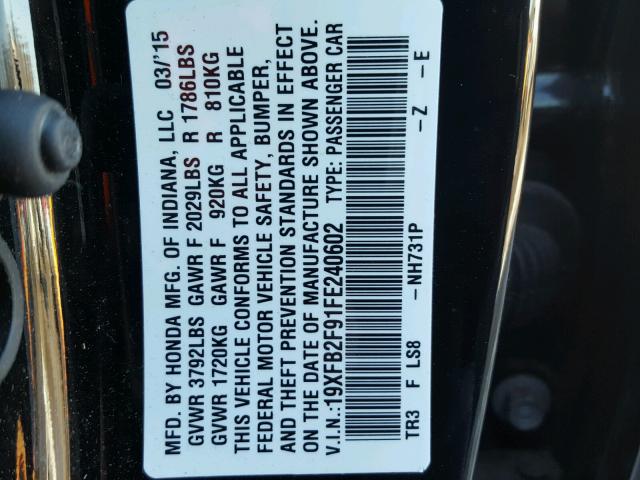 MFD. BY HONDA MFG. OF INDIANA, LLC 03/'15
GVWR 3792LBS GAWR F 2029LBS R 1786LBS
GVWR 1720KG GAWR F 920KG R 810KG
THIS VEHICLE CONFORMS TO ALL APPLICABLE
FEDERAL MOTOR VEHICLE SAFETY, BUMPER,
AND THEFT PREVENTION STANDARDS IN EFFECT
ON THE DATE OF MANUFACTURE SHOWN ABOVE.
V.I.N.:19XFB2F91FE240602 TYPE: PASSENGER CAR
TR3 F LS8 –NH731P –Z –E